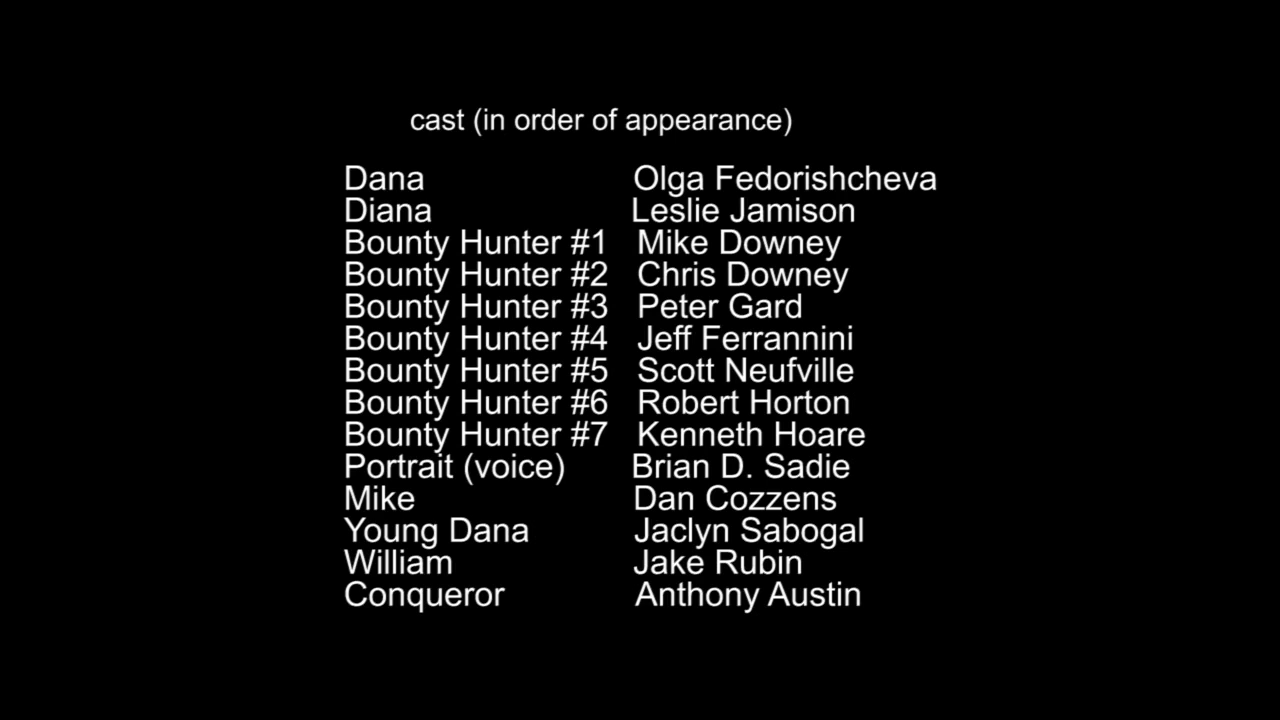 cast (in order of appearance)
Dana Olga Fedorishcheva
Diana Leslie Jamison
Bounty Hunter #1 Mike Downey
Bounty Hunter #2 Chris Downey
Bounty Hunter #3 Peter Gard
Bounty Hunter #4 Jeff Ferrannini
Bounty Hunter #5 Scott Neufville
Bounty Hunter #6 Robert Horton
Bounty Hunter #7 Kenneth Hoare
Portrait (voice) Brian D. Sadie
Mike Dan Cozzens
Young Dana Jaclyn Sabogal
William Jake Rubin
Conqueror Anthony Austin